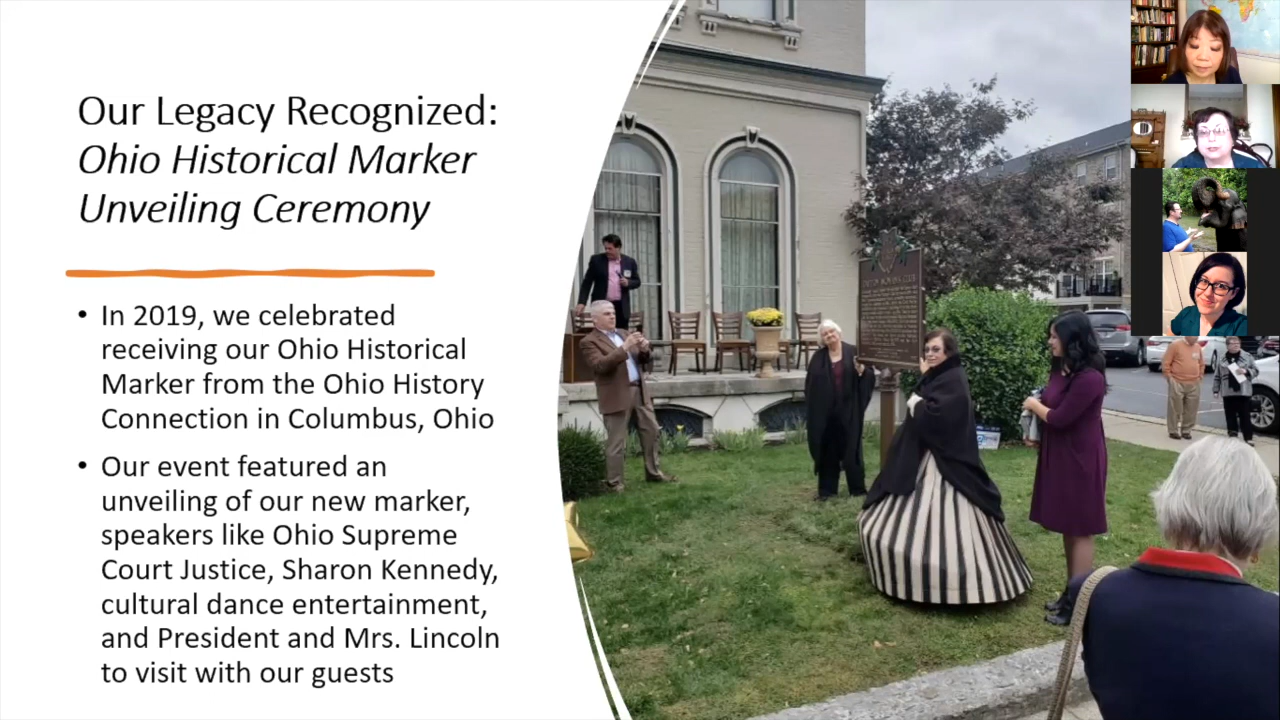 Our Legacy Recognized:
Ohio Historical Marker
Unveiling Ceremony
• In 2019, we celebrated
receiving our Ohio Historical
Marker from the Ohio History
Connection in Columbus, Ohio
• Our event featured an
unveiling of our new marker,
speakers like Ohio Supreme
Court Justice, Sharon Kennedy,
cultural dance entertainment,
and President and Mrs. Lincoln
to visit with our guests